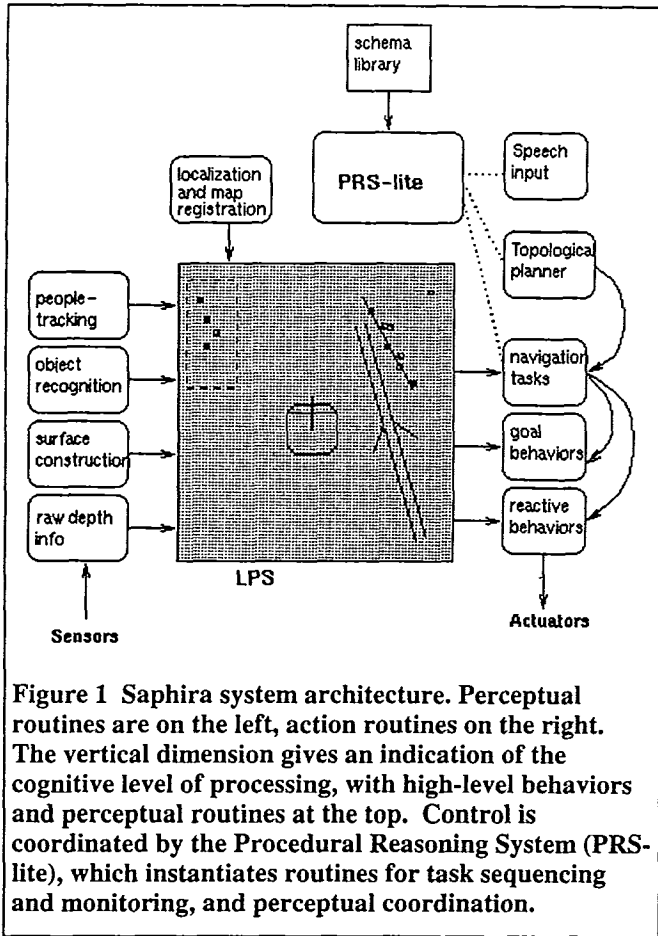 schema
library
PRS-lite
Speech
input
localization
and map
registration
Topological
planner
people-
tracking
object
recognition
surface
construction
raw depth
info
navigation
tasks
goal
behaviors
reactive
behaviors
LPS
Sensors
Actuators
Figure 1 Saphira system architecture. Perceptual
routines are on the left, action routines on the right.
The vertical dimension gives an indication of the
cognitive level of processing, with high-level behaviors
and perceptual routines at the top. Control is
coordinated by the Procedural Reasoning System (PRS-
lite), which instantiates routines for task sequencing
and monitoring, and perceptual coordination.